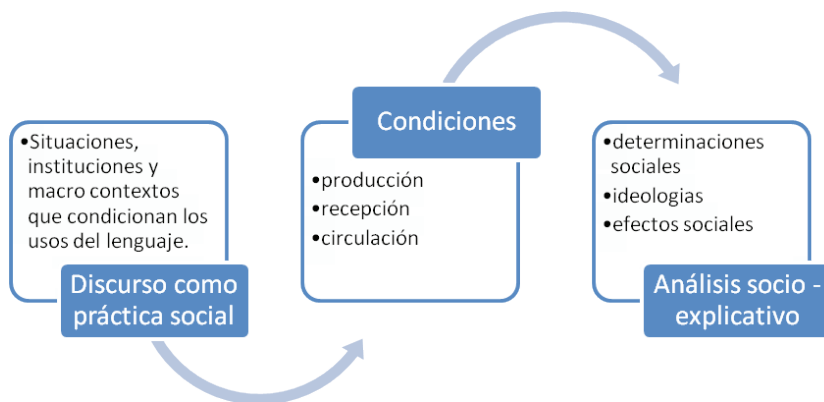 •Situaciones,
instituciones y
macro contextos
que condicionan los
usos del lenguaje.
Discurso como
práctica social
Condiciones
•producción
•recepción
•circulación
•determinaciones
sociales
•ideologias
•efectos sociales
Análisis socio -
explicativo